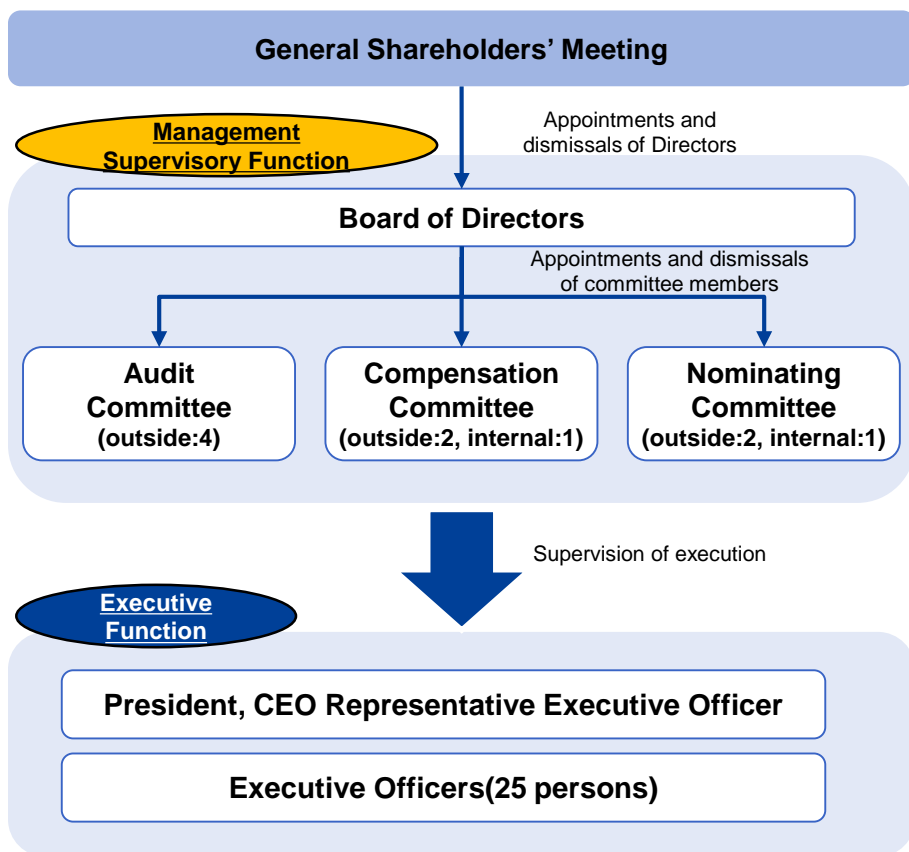 General Shareholders’ Meeting
Appointments and
dismissals of Directors
Management
Supervisory Function
Board of Directors
Appointments and dismissals
of committee members
Audit
Committee
(outside:4)
Compensation
Committee
(outside:2, internal:1)
Nominating
Committee
(outside:2, internal:1)
Supervision of execution
Executive
Function
President, CEO Representative Executive Officer
Executive Officers(25 persons)